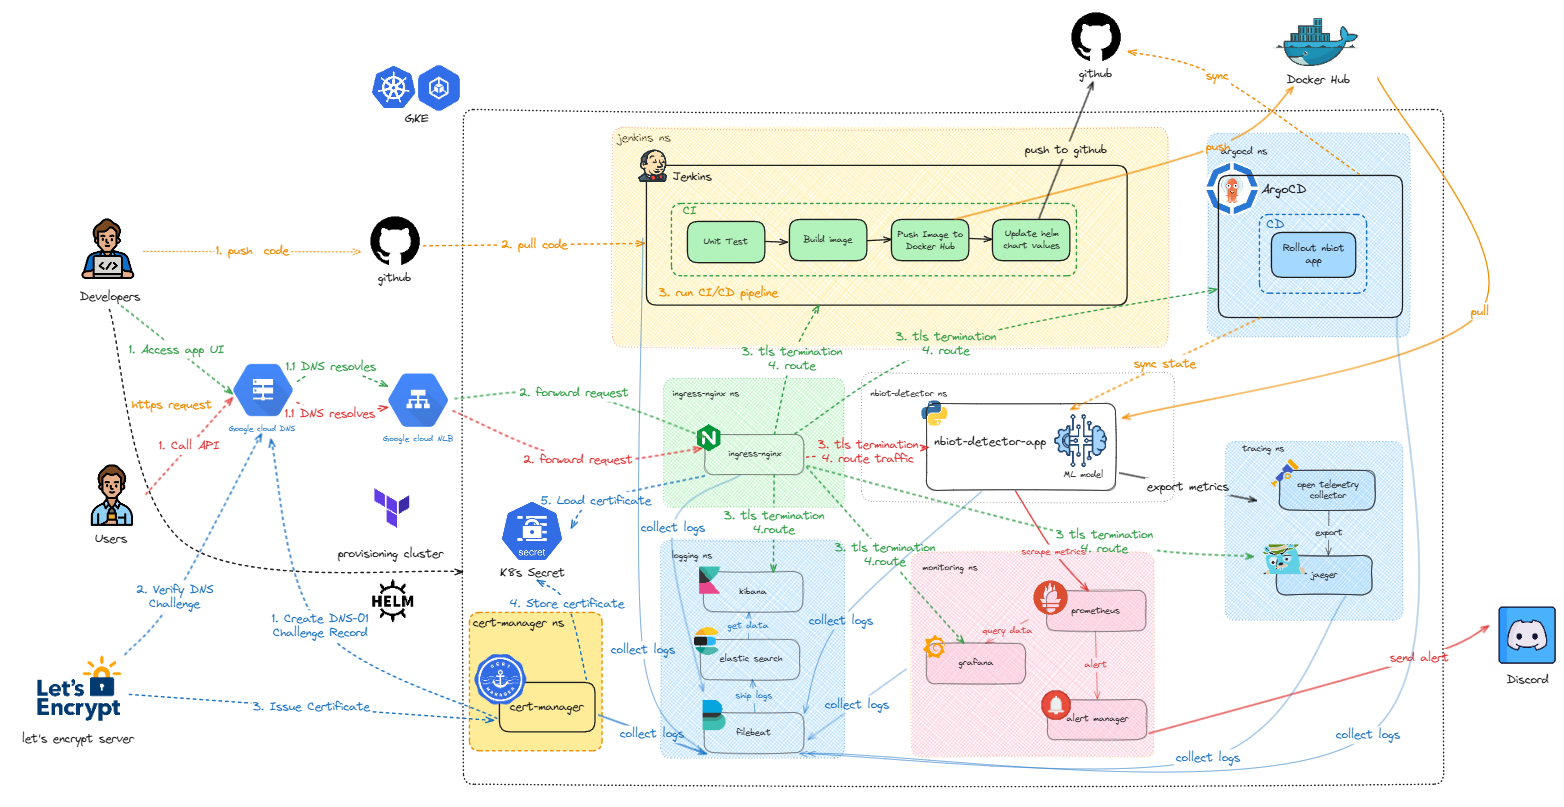 github
Docker Hub
sync
GKE
jenkins ns
push to github
push
argocd ns
Jenkins
ArgoCD
CI
CD
Unit Test
Build image
Push Image to
Docker Hub
Update helm
chart values
Rollout nbiot
app
1. push code
2. pull code
github
Developers
3. run CI/CD pipeline
pull
1. Access app UI
3. tls termination
4. route
3. tls termination
4. route
sync state
1.1 DNS resovles
https request
1.1 DNS resolves
Google cloud DNS
Google cloud NLB
2. forward request
ingress-nginx ns
nbiot-detector ns
1. Call API
2. forward request
ingress-nginx
3. tls termination
4. route traffic
nbiot-detector-app
ML model
tracing ns
export metrics
open telemetry
collector
5. Load certificate
Users
secret
K8s Secret
collect logs
3. tls termination
4.route
3 tls termination
4. route
export
3. tls termination
4.route
scrape metrics
provisioning cluster
logging ns
monitoring ns
jaeger
2. Verify DNS
Challenge
HELM
4. Store certificate
kibana
prometheus
1. Create DNS-01
Challenge Record
cert-manager ns
get data
collect logs
query data
collect logs
elastic search
grafana
alert
send alert
Discord
CERT
MANAGER
cert-manager
ship logs
collect logs
Let's
Encrypt
let's encrypt server
3. Issue Certificate
collect logs
filebeat
alert manager
collect logs
collect logs